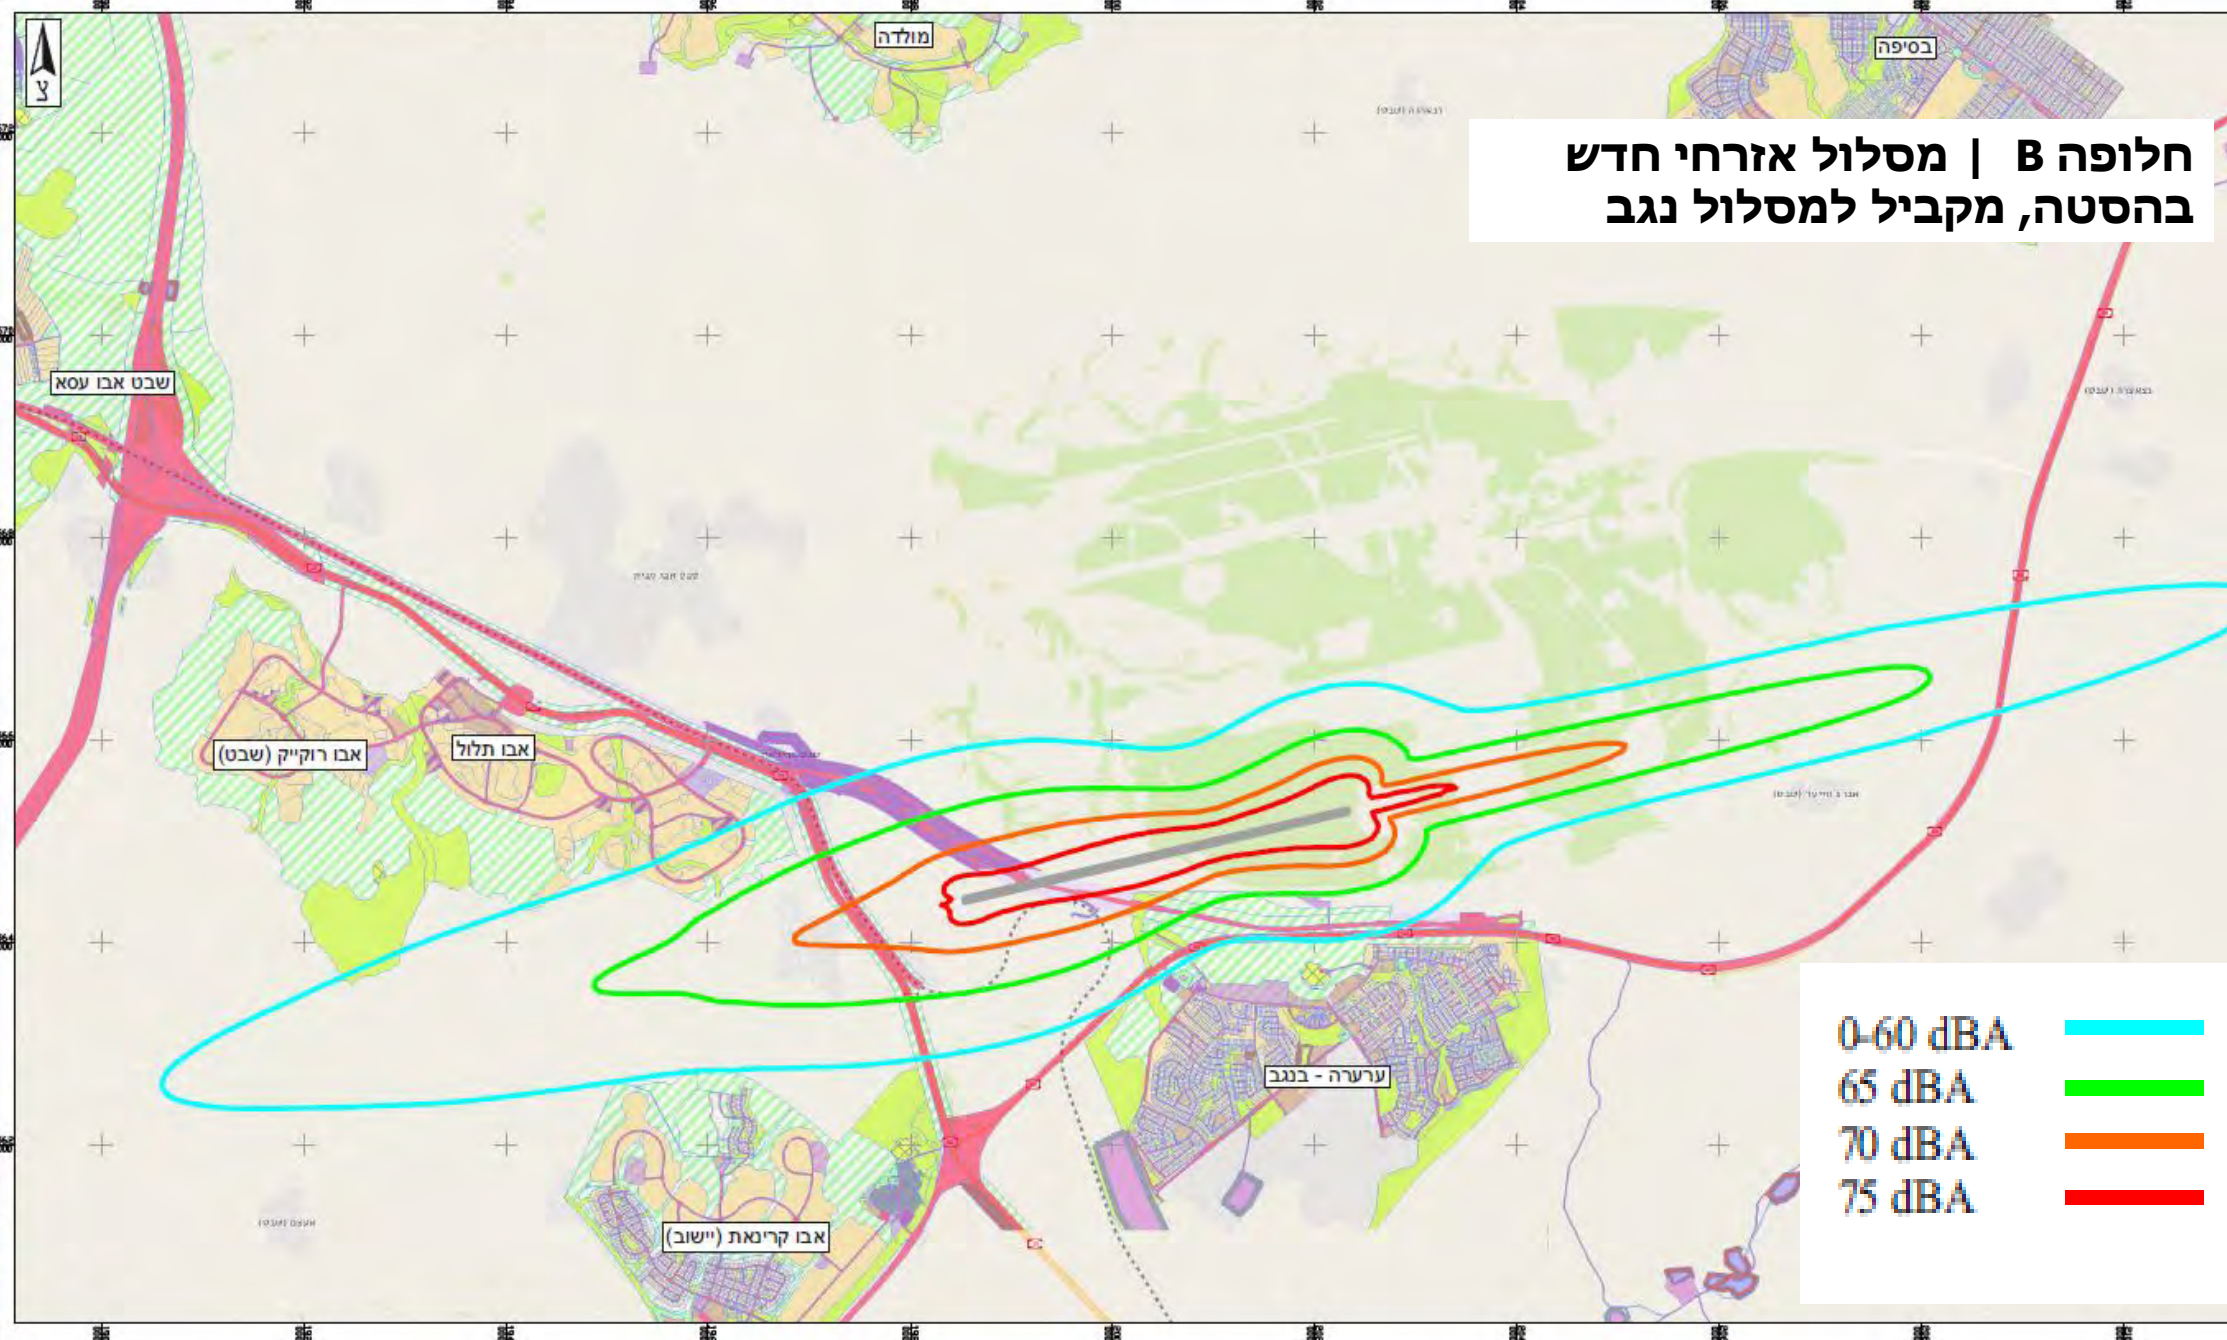 צ
מולדה
בסיפה
חלופה B | מסלול אזרחי חדש
בהסטה, מקביל למסלול נגב
שבט אבו עסא
אבו רוקייק (שבט)
אבו תלול
ערערה - בנגב
אבו קרינאת (יישוב)
0-60 dBA
65 dBA
70 dBA
75 dBA